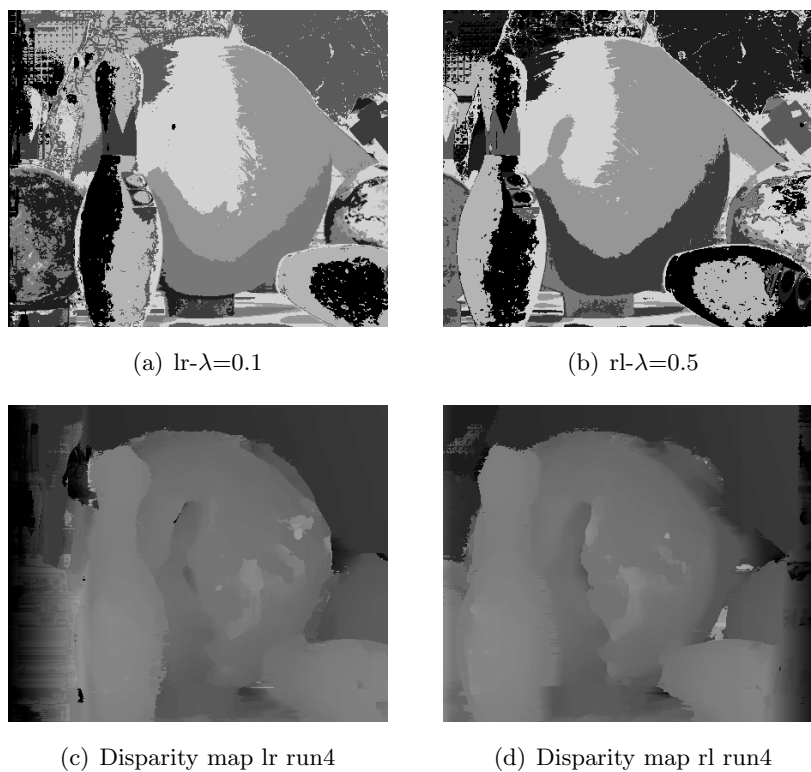 (a) lr-λ=0.1
(b) rl-λ=0.5
(c) Disparity map lr run4
(d) Disparity map rl run4